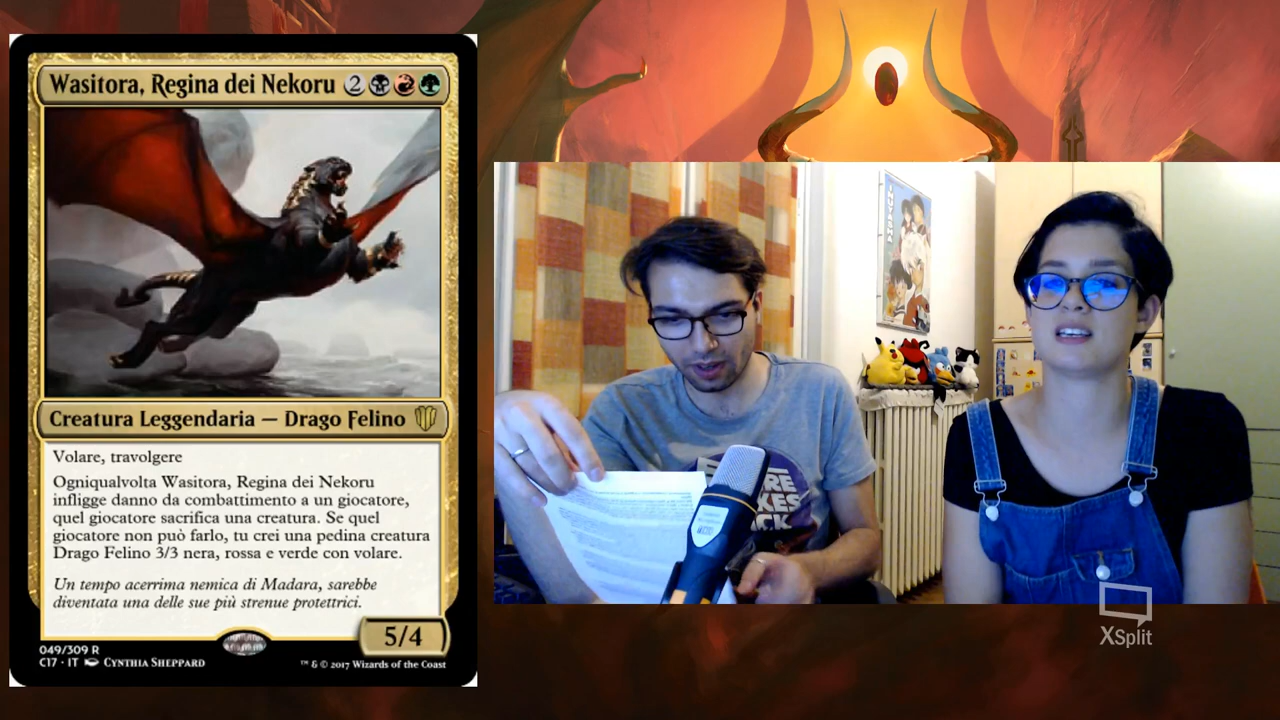 Wasitora, Regina dei Nekoru 2
Creatura Leggendaria — Drago Felino
Volare, travolgere
Ogniqualvolta Wasitora, Regina dei Nekoru
infligge danno da combattimento a un giocatore,
quel giocatore sacrifica una creatura. Se quel
giocatore non può farlo, tu crei una pedina creatura
Drago Felino 3/3 nera, rossa e verde con volare.
Un tempo acerrima nemica di Madara, sarebbe
diventata una delle sue più strenue protettrici.
5/4
049/309 R
C17 · IT CYNTHIA SHEPPARD
™ & © 2017 Wizards of the Coast
INUYASHA
XSplit